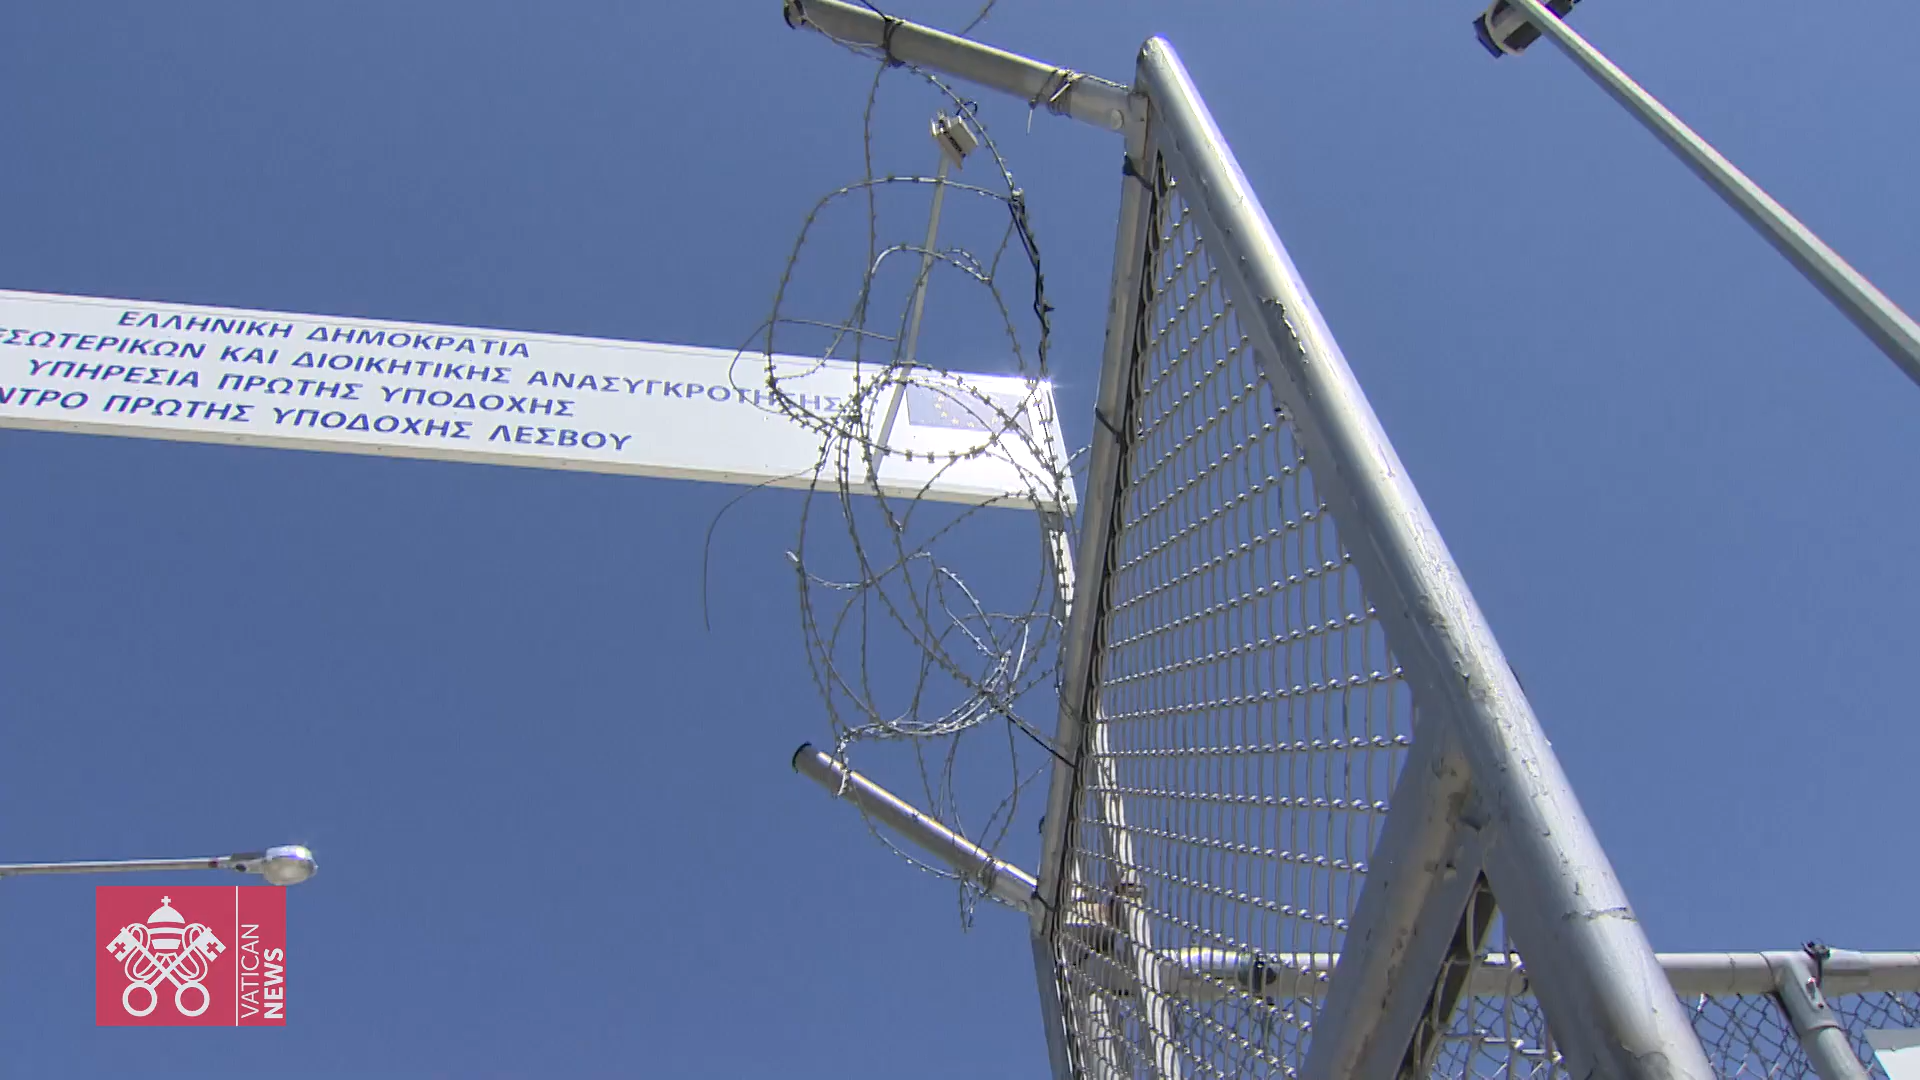 ΕΛΛΗΝΙΚΗ ΔΗΜΟΚΡΑΤΙΑ
ΕΣΩΤΕΡΙΚΩΝ ΚΑΙ ΔΙΟΙΚΗΤΙΚΗΣ ΑΝΑΣΥΓΚΡΟΤΗΣΗΣ
ΥΠΗΡΕΣΙΑ ΠΡΩΤΗΣ ΥΠΟΔΟΧΗΣ
ΝΤΡΟ ΠΡΩΤΗΣ ΥΠΟΔΟΧΗΣ ΛΕΣΒΟΥ
VATICAN
NEWS